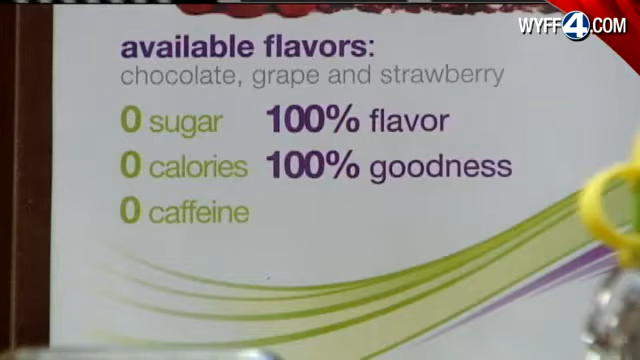 WYFF4.COM
available flavors:
chocolate, grape and strawberry
0 sugar 100% flavor
0 calories 100% goodness
0 caffeine